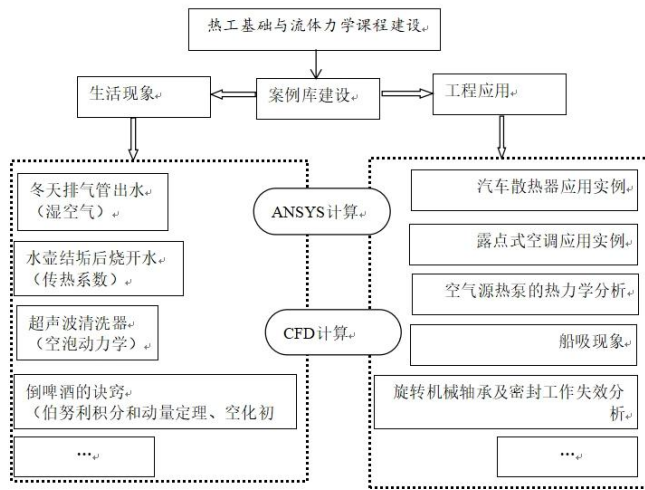 热工基础与流体力学课程建设
生活现象
案例库建设
工程应用
冬天排气管出水
（湿空气）
水壶结垢后烧开水
（传热系数）
超声波清洗器
（空泡动力学）
倒啤酒的诀窍
（伯努利积分和动量定理、空化初
…
ANSYS计算
CFD计算
汽车散热器应用实例
露点式空调应用实例
空气源热泵的热力学分析
船吸现象
旋转机械轴承及密封工作失效分
析
…